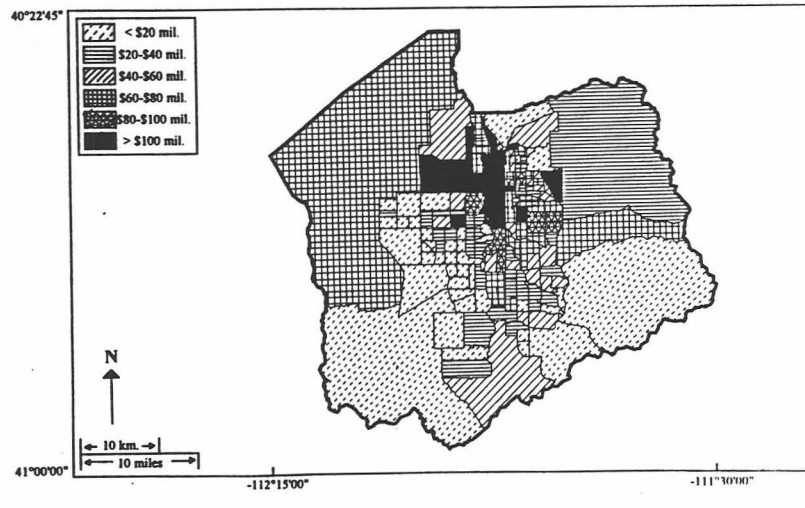 40°22'45"
< $20 mil.
$20-$40 mil.
$40-$60 mil.
$60-$80 mil.
$80-$100 mil.
> $100 mil.
N
10 km.
10 miles
41°00'00"
-112°15'00"
-111°30'00"